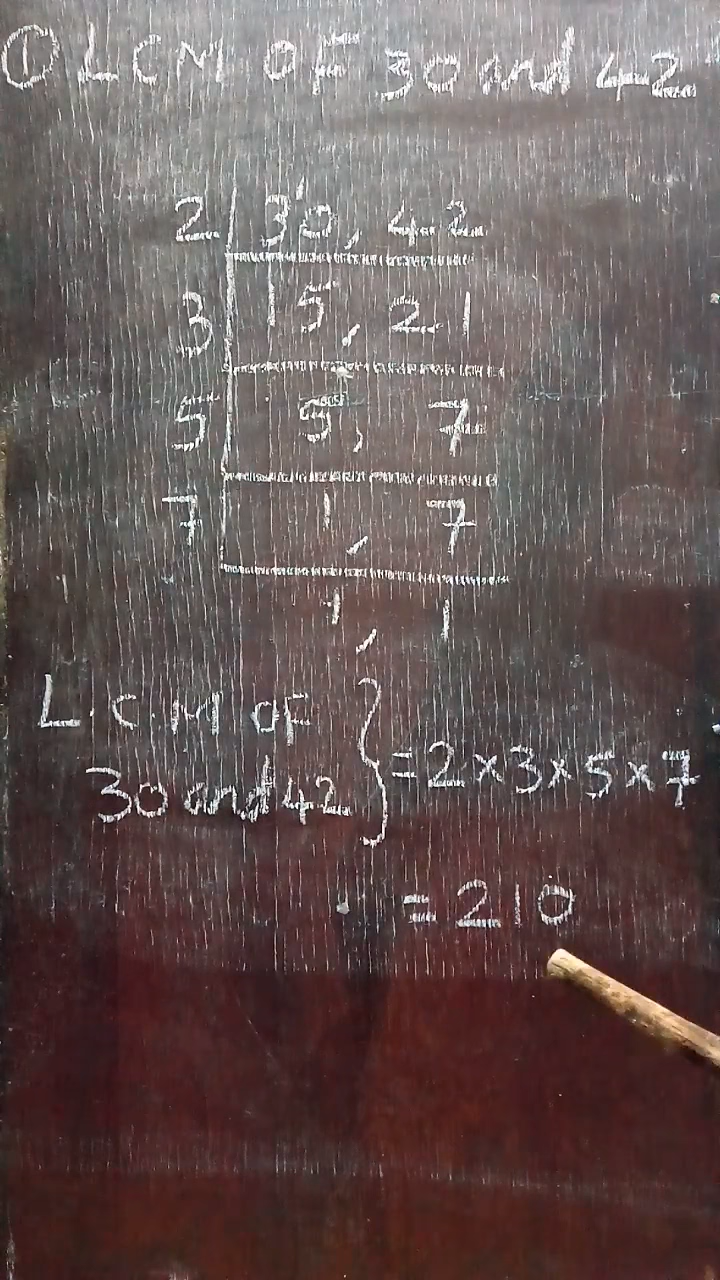 ① LCM OF 30 and 42
2 | 30, 42
3 | 15, 21
5 | 5, 7
7 | 1, 7
1, 1
L.C.M OF
30 and 42 } = 2×3×5×7
= 210